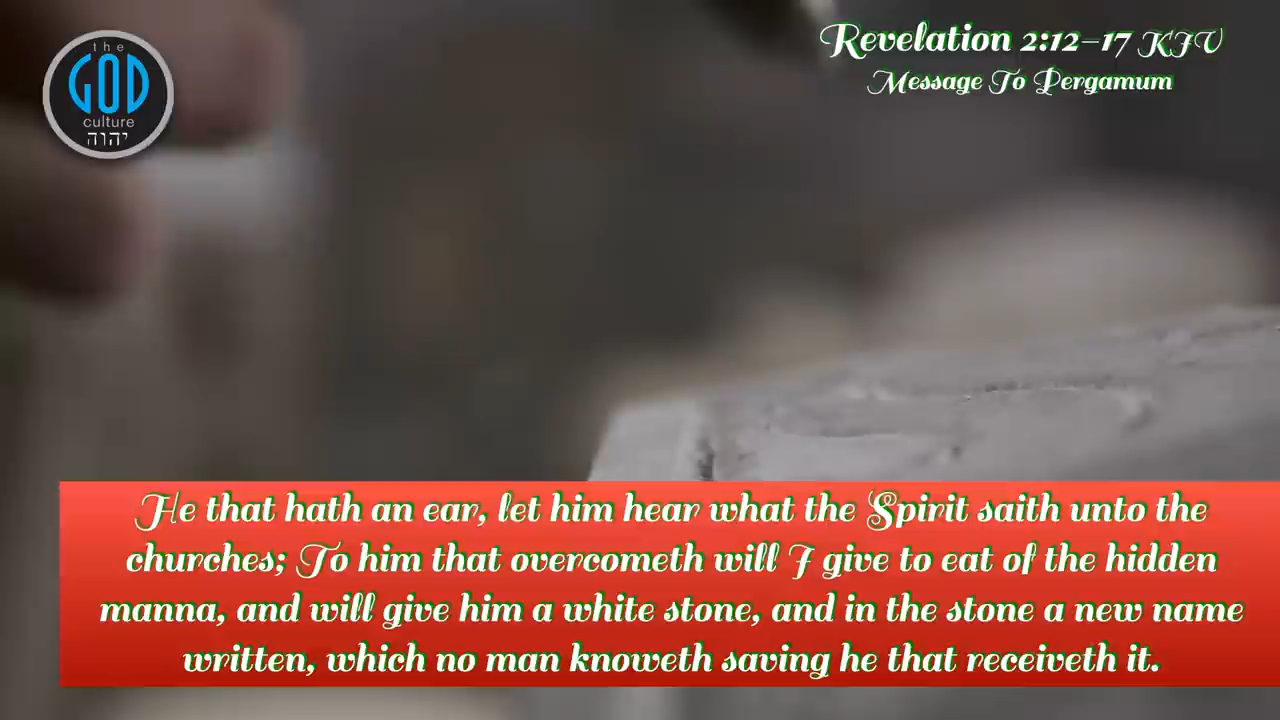 the
GOD
culture
יהוה
Revelation 2:12–17 KJV
Message To Pergamum
He that hath an ear, let him hear what the Spirit saith unto the
churches; To him that overcometh will I give to eat of the hidden
manna, and will give him a white stone, and in the stone a new name
written, which no man knoweth saving he that receiveth it.